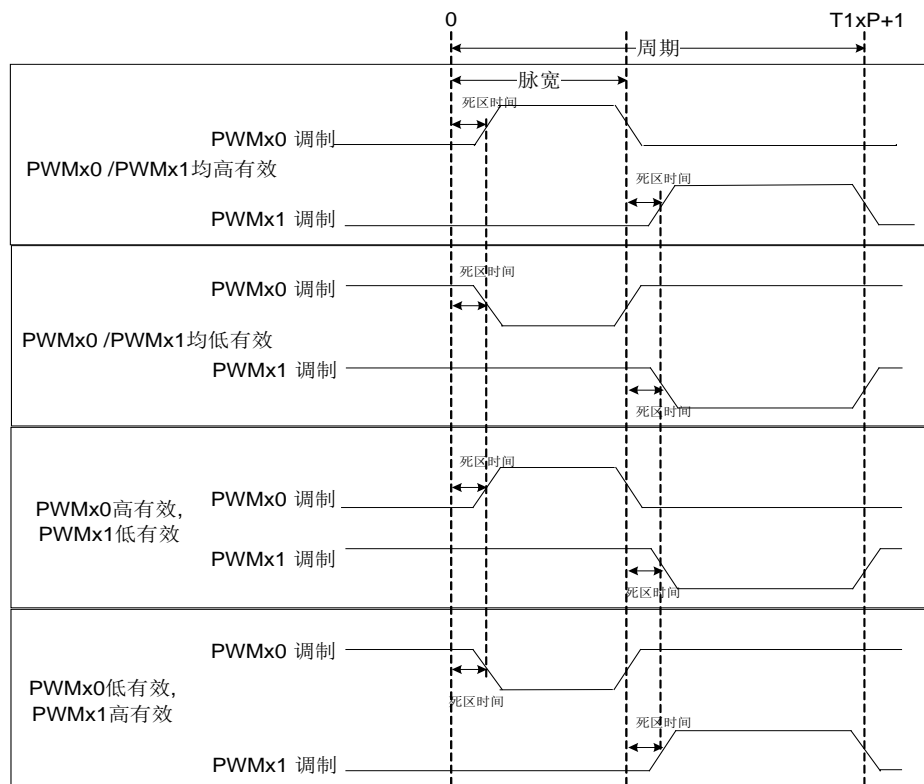 0
T1xP+1
周期
脉宽
死区时间
PWMx0 调制
PWMx0 /PWMx1均高有效
死区时间
PWMx1 调制
死区时间
PWMx0 调制
PWMx0 /PWMx1均低有效
PWMx1 调制
死区时间
死区时间
PWMx0 调制
PWMx0高有效,
PWMx1低有效
PWMx1 调制
死区时间
PWMx0 调制
PWMx0低有效,
PWMx1高有效
死区时间
死区时间
PWMx1 调制